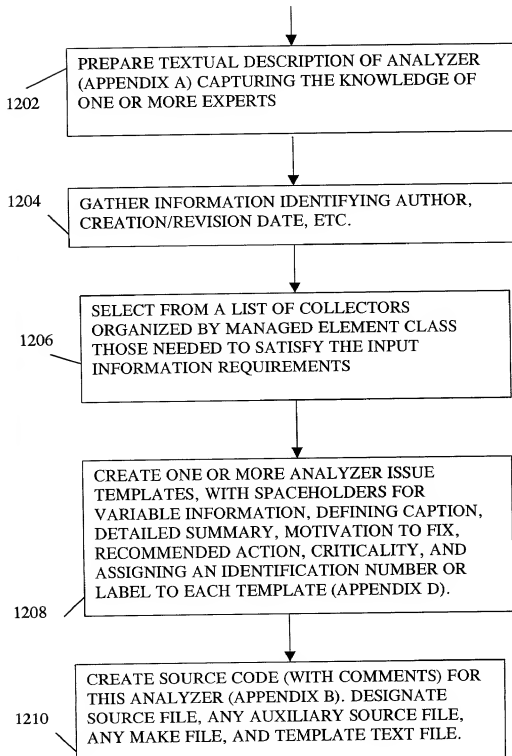 PREPARE TEXTUAL DESCRIPTION OF ANALYZER
(APPENDIX A) CAPTURING THE KNOWLEDGE OF
ONE OR MORE EXPERTS
1202
GATHER INFORMATION IDENTIFYING AUTHOR,
CREATION/REVISION DATE, ETC.
1204
SELECT FROM A LIST OF COLLECTORS
ORGANIZED BY MANAGED ELEMENT CLASS
THOSE NEEDED TO SATISFY THE INPUT
INFORMATION REQUIREMENTS
1206
CREATE ONE OR MORE ANALYZER ISSUE
TEMPLATES, WITH SPACEHOLDERS FOR
VARIABLE INFORMATION, DEFINING CAPTION,
DETAILED SUMMARY, MOTIVATION TO FIX,
RECOMMENDED ACTION, CRITICALITY, AND
ASSIGNING AN IDENTIFICATION NUMBER OR
LABEL TO EACH TEMPLATE (APPENDIX D).
1208
CREATE SOURCE CODE (WITH COMMENTS) FOR
THIS ANALYZER (APPENDIX B). DESIGNATE
SOURCE FILE, ANY AUXILIARY SOURCE FILE,
ANY MAKE FILE, AND TEMPLATE TEXT FILE.
1210